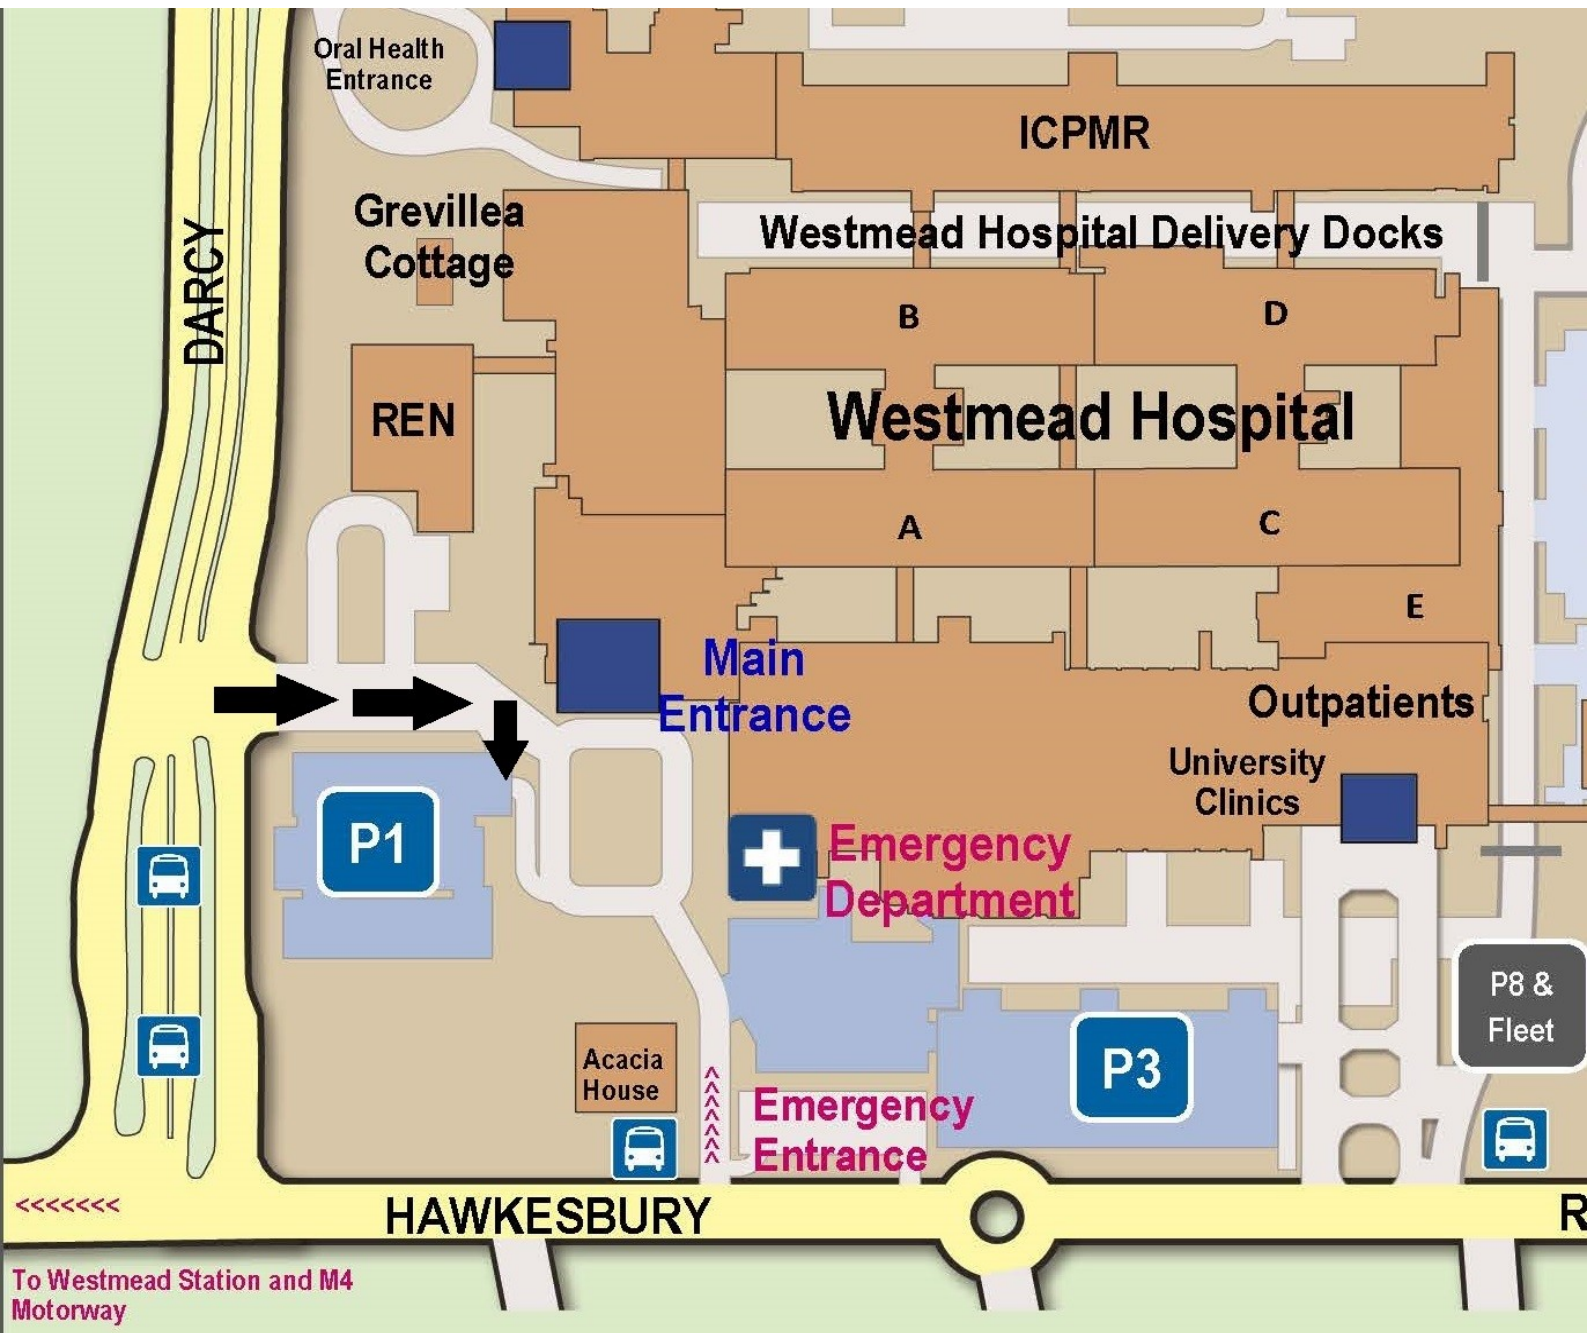 Oral Health
Entrance
ICPMR
Grevillea
Cottage
Westmead Hospital Delivery Docks
DARCY
B
D
REN
Westmead Hospital
A
C
E
Main
Entrance
Outpatients
University
Clinics
P1
Emergency
Department
P8 &
Fleet
Acacia
House
P3
<<<<<<<
Emergency
Entrance
<<<<<<<
HAWKESBURY
R
To Westmead Station and M4
Motorway